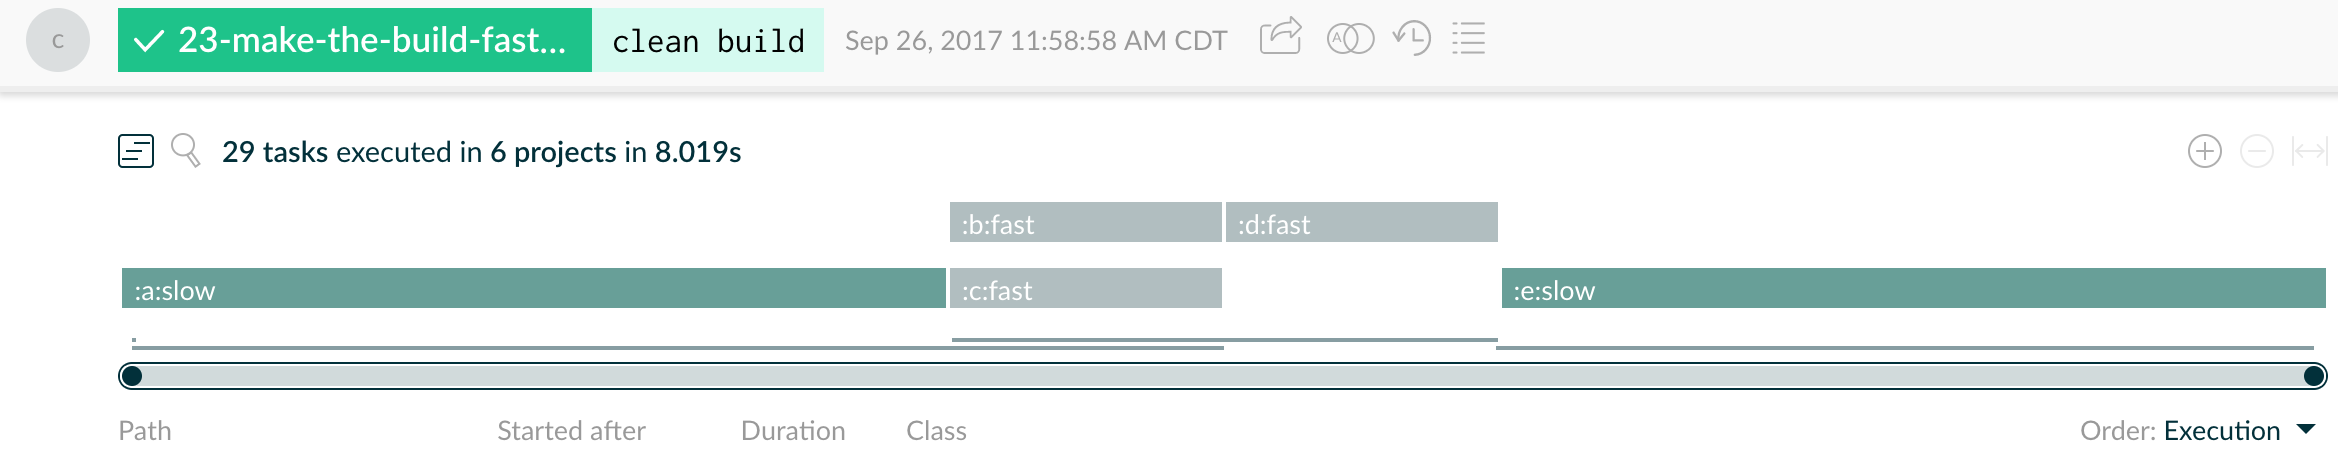 c 23-make-the-build-fast... clean build Sep 26, 2017 11:58:58 AM CDT A
29 tasks executed in 6 projects in 8.019s
:b:fast :d:fast
:a:slow :c:fast :e:slow
Path Started after Duration Class Order: Execution